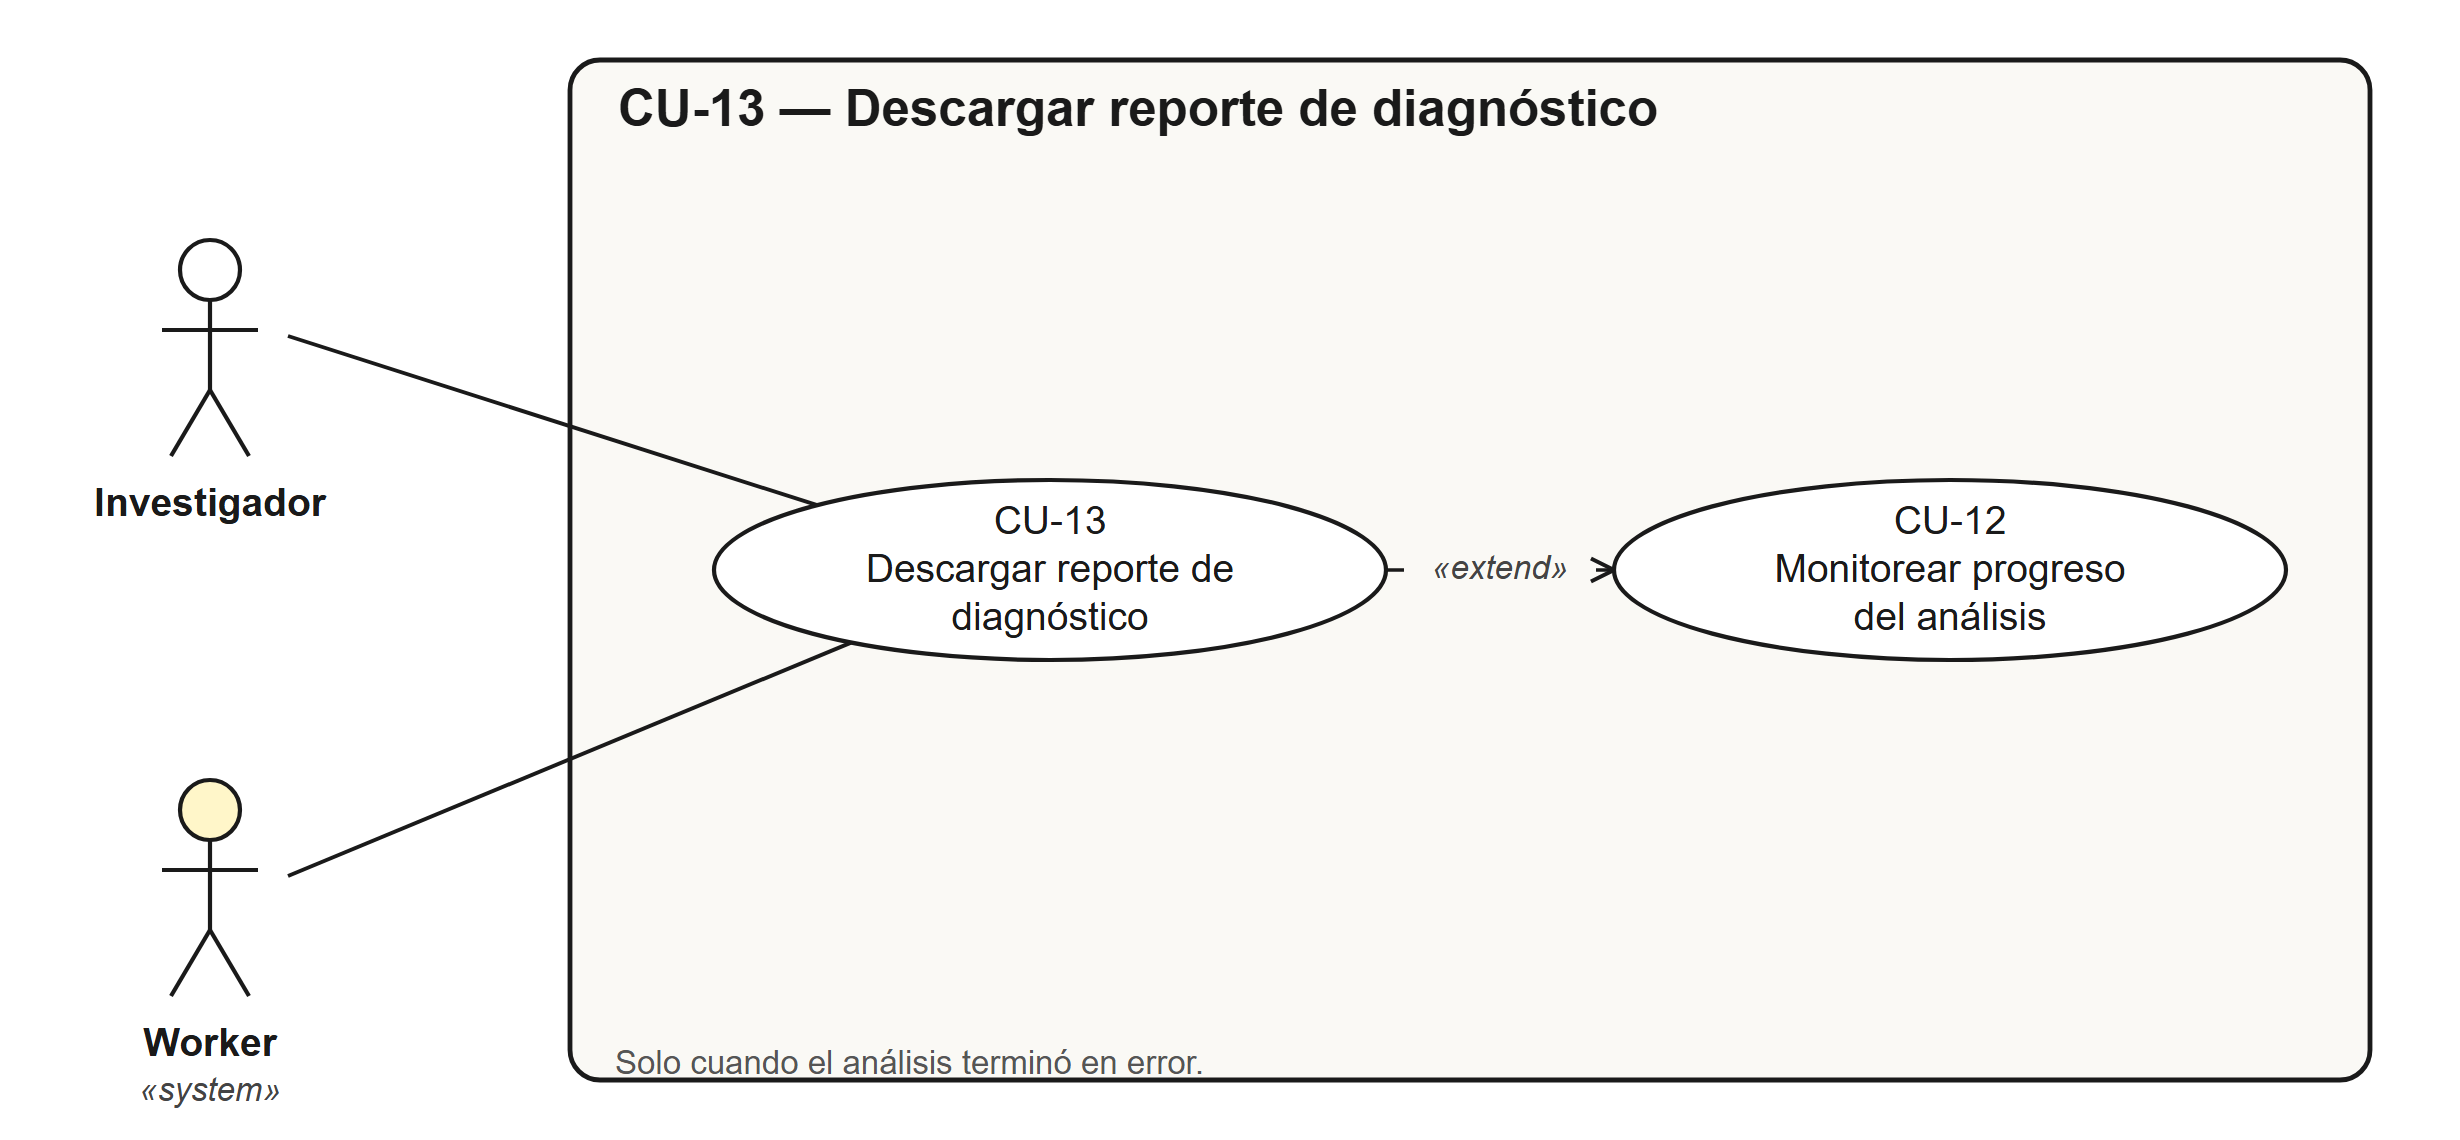 CU-13 — Descargar reporte de diagnóstico
Investigador
CU-13
Descargar reporte de
diagnóstico
«extend»
CU-12
Monitorear progreso
del análisis
Worker
«system»
Solo cuando el análisis terminó en error.